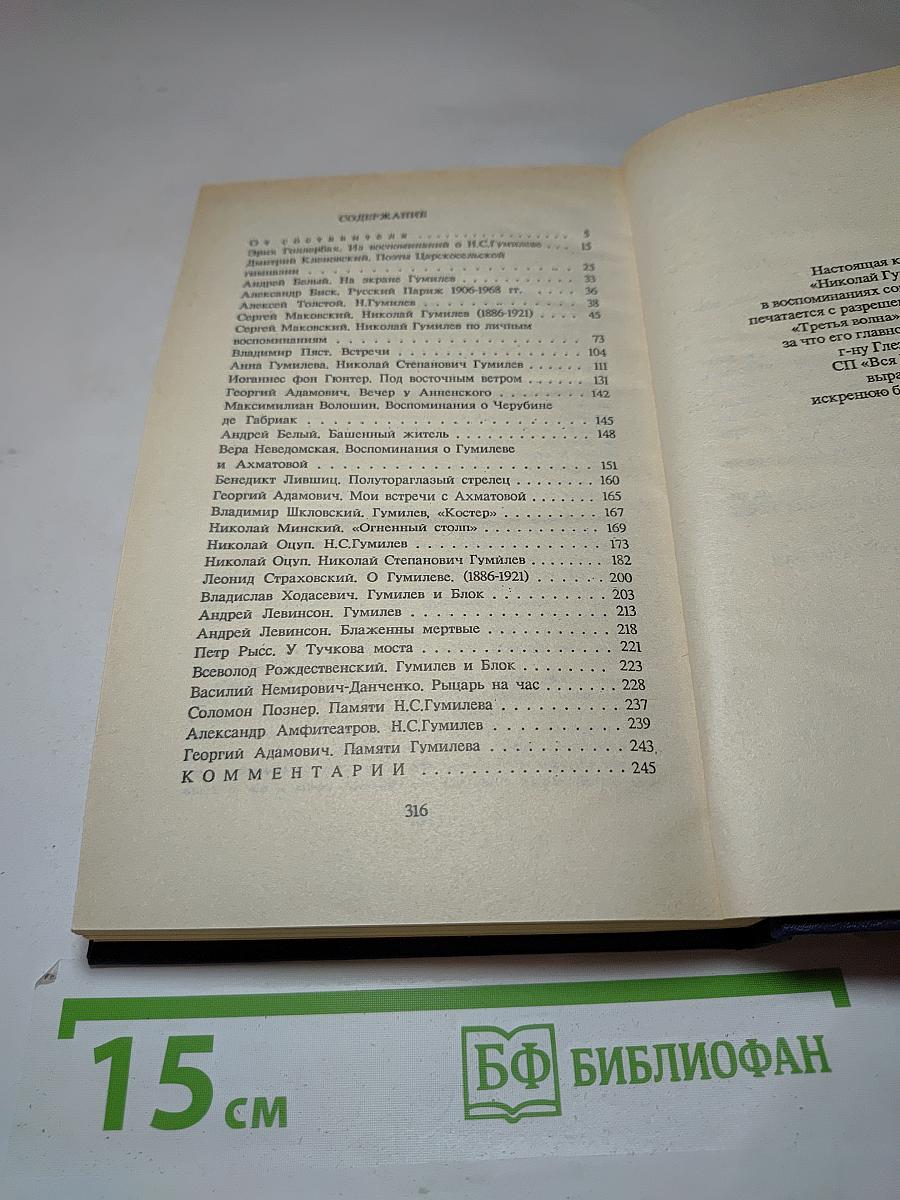 СОДЕРЖАНИЕ
От составителя . . . . . . . . . . . . . . . . 5
Эрих Голлербах. Из воспоминаний о Н.С.Гумилеве . . . 15
Дмитрий Кленовский. Поэты Царскосельской
гимназии . . . . . . . . . . . . . . . . . . . . 25
Андрей Белый. На экране Гумилев . . . . . . . . . . 33
Александр Биск. Русский Париж 1906-1968 гг. . . . . . 36
Алексей Толстой. Н.Гумилев . . . . . . . . . . . . . 38
Сергей Маковский. Николай Гумилев (1886-1921) . . . . 45
Сергей Маковский. Николай Гумилев по личным
воспоминаниям . . . . . . . . . . . . . . . . . . . 73
Владимир Пяст. Встречи . . . . . . . . . . . . . . 104
Анна Гумилева. Николай Степанович Гумилев . . . . . 111
Иоганнес фон Гюнтер. Под восточным ветром . . . . . 131
Георгий Адамович. Вечер у Анненского . . . . . . . . 142
Максимилиан Волошин. Воспоминания о Черубине
де Габриак . . . . . . . . . . . . . . . . . . . . 145
Андрей Белый. Башенный житель . . . . . . . . . . . 148
Вера Неведомская. Воспоминания о Гумилеве
и Ахматовой . . . . . . . . . . . . . . . . . . . . 151
Бенедикт Лившиц. Полутораглазый стрелец . . . . . . . 160
Георгий Адамович. Мои встречи с Ахматовой . . . . . . 165
Владимир Шкловский. Гумилев, «Костер» . . . . . . . . 167
Николай Минский. «Огненный столп» . . . . . . . . . . 169
Николай Оцуп. Н.С.Гумилев . . . . . . . . . . . . . 173
Николай Оцуп. Николай Степанович Гумилев . . . . . . 182
Леонид Страховский. О Гумилеве. (1886-1921) . . . . . 200
Владислав Ходасевич. Гумилев и Блок . . . . . . . . . 203
Андрей Левинсон. Гумилев . . . . . . . . . . . . . . 213
Андрей Левинсон. Блаженны мертвые . . . . . . . . . . 218
Петр Рысс. У Тучкова моста . . . . . . . . . . . . . 221
Всеволод Рождественский. Гумилев и Блок . . . . . . . 223
Василий Немирович-Данченко. Рыцарь на час . . . . . . 228
Соломон Познер. Памяти Н.С.Гумилева . . . . . . . . . 237
Александр Амфитеатров. Н.С.Гумилев . . . . . . . . . 239
Георгий Адамович. Памяти Гумилева . . . . . . . . . . 243
КОММЕНТАРИИ . . . . . . . . . . . . . . . . 245
316
Настоящая к
«Николай Гу
в воспоминаниях со
печатается с разреше
«Третья волна»
за что его главно
г-ну Гле
СП «Вся
выра
искреннюю б
15 см
БФ БИБЛИОФАН